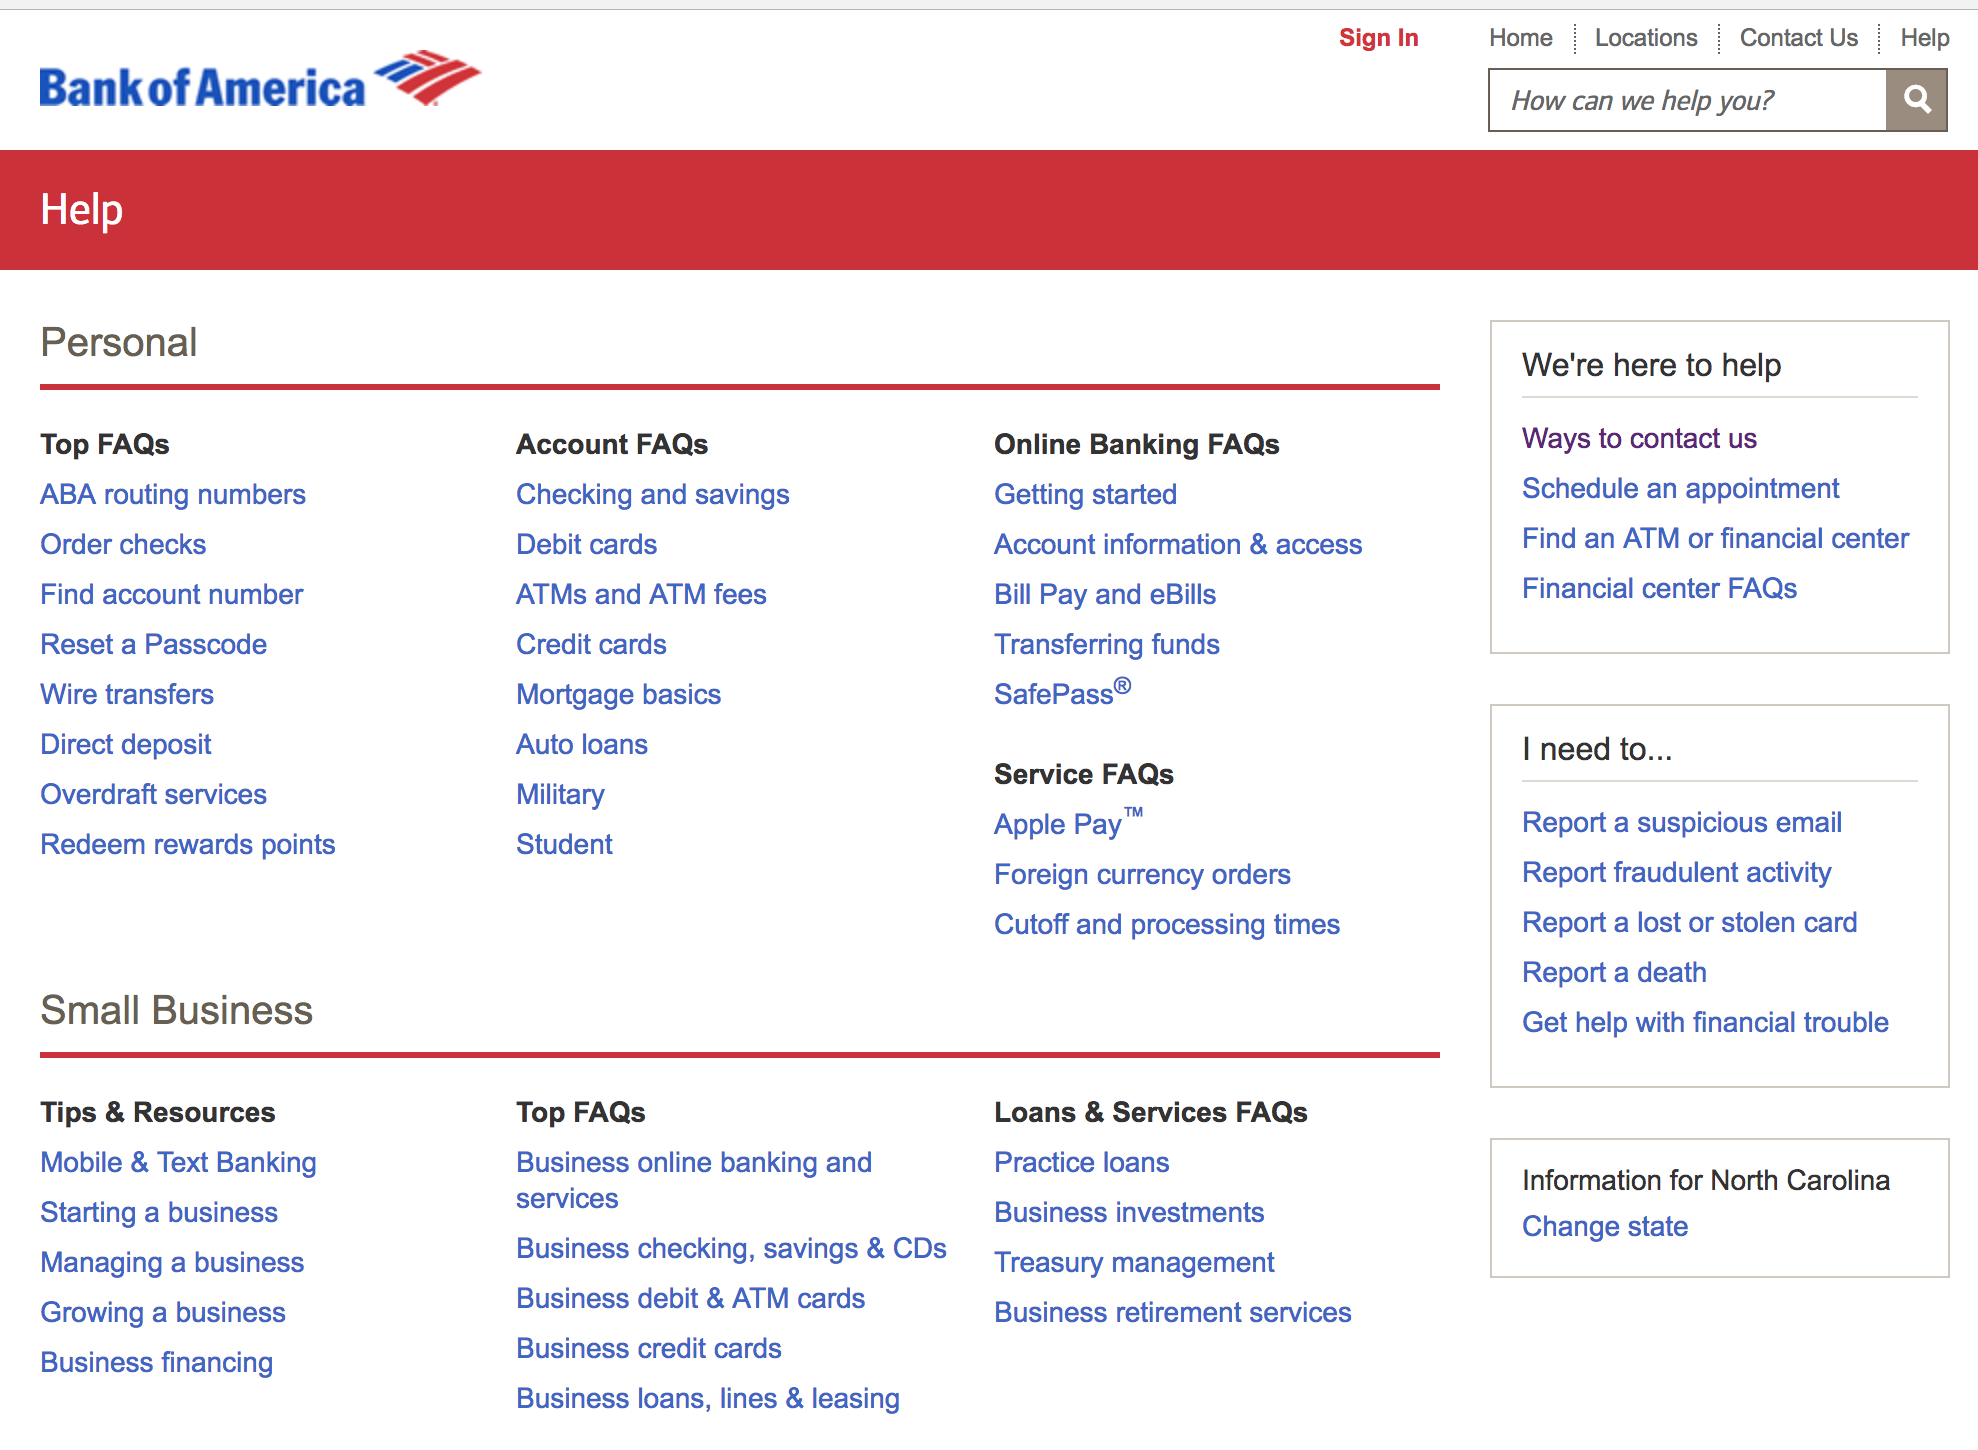 Sign In
Home
Locations
Contact Us
Help
Bank of America
How can we help you?
Help
Personal
Top FAQs
ABA routing numbers
Order checks
Find account number
Reset a Passcode
Wire transfers
Direct deposit
Overdraft services
Redeem rewards points
Account FAQs
Checking and savings
Debit cards
ATMs and ATM fees
Credit cards
Mortgage basics
Auto loans
Military
Student
Online Banking FAQs
Getting started
Account information & access
Bill Pay and eBills
Transferring funds
SafePass®
Service FAQs
Apple Pay™
Foreign currency orders
Cutoff and processing times
Small Business
Tips & Resources
Mobile & Text Banking
Starting a business
Managing a business
Growing a business
Business financing
Top FAQs
Business online banking and
services
Business checking, savings & CDs
Business debit & ATM cards
Business credit cards
Business loans, lines & leasing
Loans & Services FAQs
Practice loans
Business investments
Treasury management
Business retirement services
We're here to help
Ways to contact us
Schedule an appointment
Find an ATM or financial center
Financial center FAQs
I need to...
Report a suspicious email
Report fraudulent activity
Report a lost or stolen card
Report a death
Get help with financial trouble
Information for North Carolina
Change state